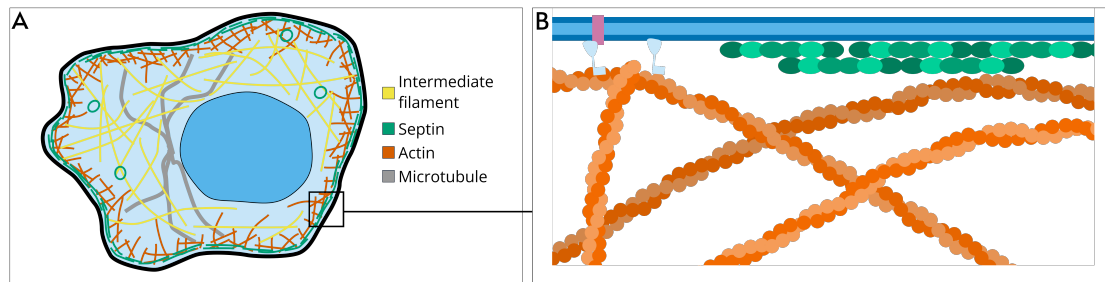 A
B
Intermediate
filament
Septin
Actin
Microtubule